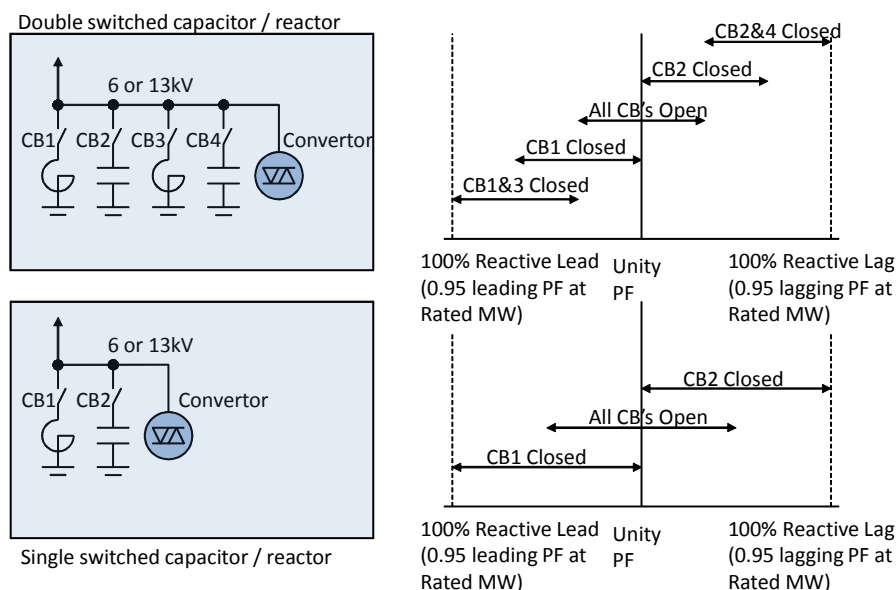 Double switched capacitor / reactor
6 or 13kV
CB1 CB2 CB3 CB4 Convertor
CB2&4 Closed
CB2 Closed
All CB's Open
CB1 Closed
CB1&3 Closed
100% Reactive Lead
(0.95 leading PF at
Rated MW)
Unity
PF
100% Reactive Lag
(0.95 lagging PF at
Rated MW)
6 or 13kV
CB1 CB2 Convertor
Single switched capacitor / reactor
CB2 Closed
All CB's Open
CB1 Closed
100% Reactive Lead
(0.95 leading PF at
Rated MW)
Unity
PF
100% Reactive Lag
(0.95 lagging PF at
Rated MW)